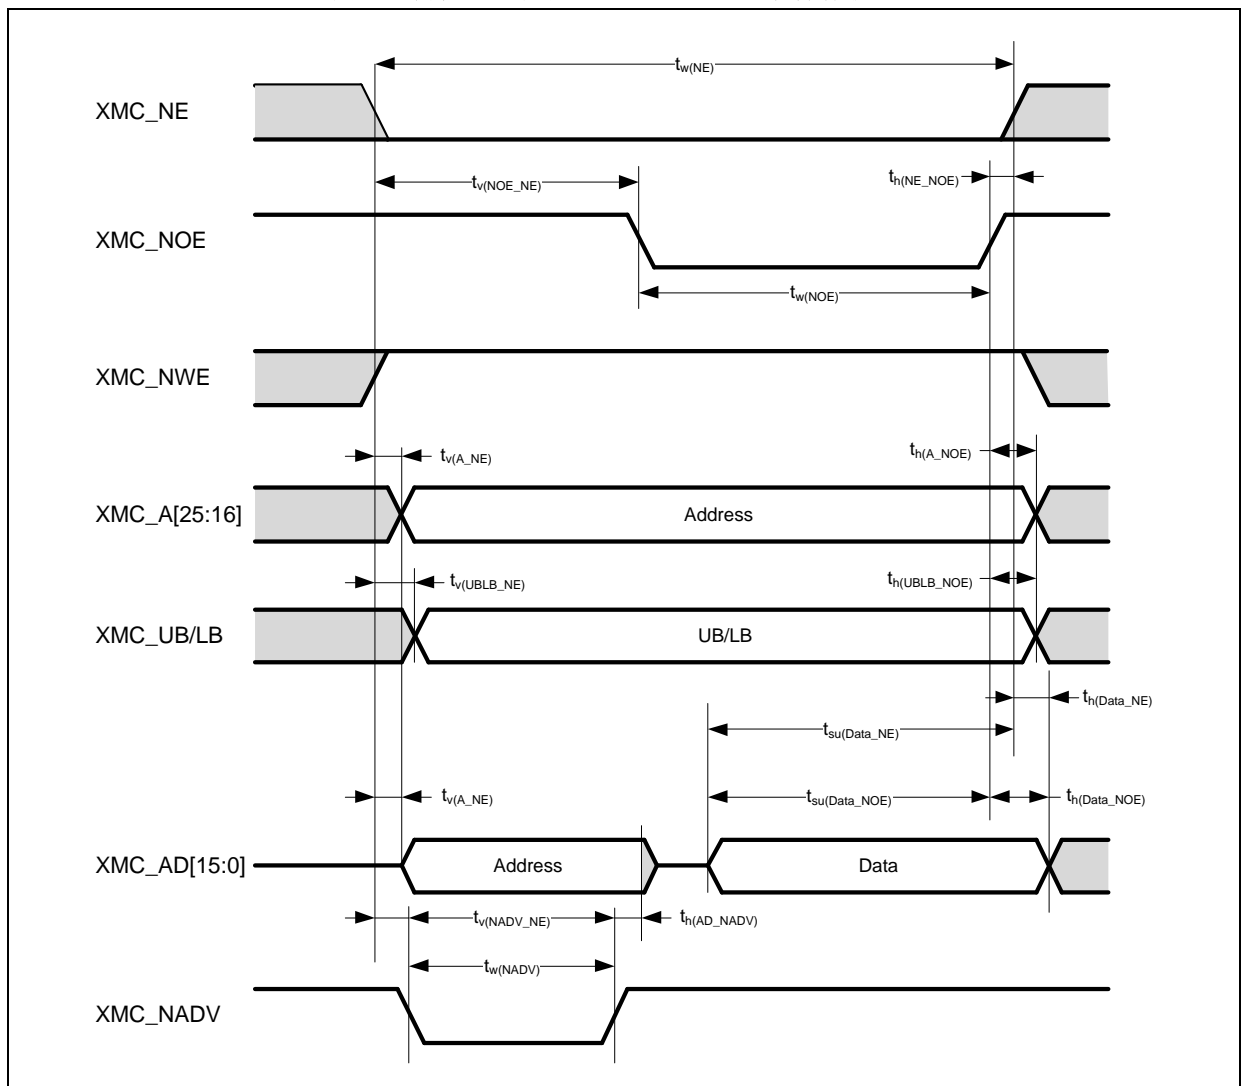 tw(NE)
XMC_NE
tv(NOE_NE)
th(NE_NOE)
XMC_NOE
tw(NOE)
XMC_NWE
tv(A_NE)
th(A_NOE)
XMC_A[25:16]
Address
tv(UBLB_NE)
th(UBLB_NOE)
XMC_UB/LB
UB/LB
th(Data_NE)
tsu(Data_NE)
tv(A_NE)
tsu(Data_NOE)
th(Data_NOE)
XMC_AD[15:0]
Address
Data
tv(NADV_NE)
th(AD_NADV)
tw(NADV)
XMC_NADV